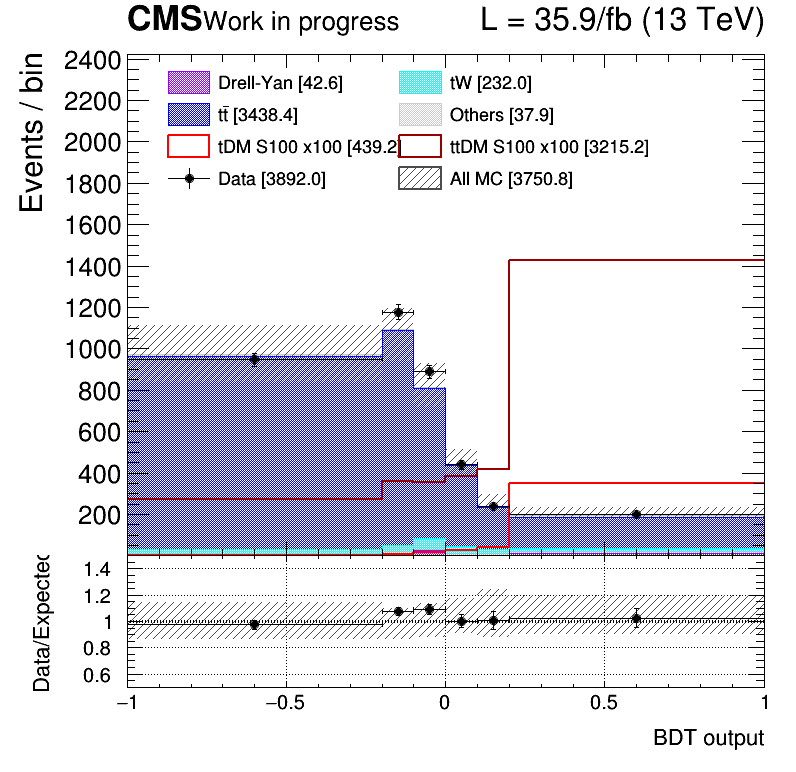 CMS Work in progress L = 35.9/fb (13 TeV)
Events / bin
2400
2200
2000
1800
1600
1400
1200
1000
800
600
400
200
Drell-Yan [42.6] tW [232.0]
tt̄ [3438.4] Others [37.9]
tDM S100 x100 [439.2] ttDM S100 x100 [3215.2]
Data [3892.0] All MC [3750.8]
Data/Expected
1.4
1.2
1
0.8
0.6
−1 −0.5 0 0.5 1
BDT output